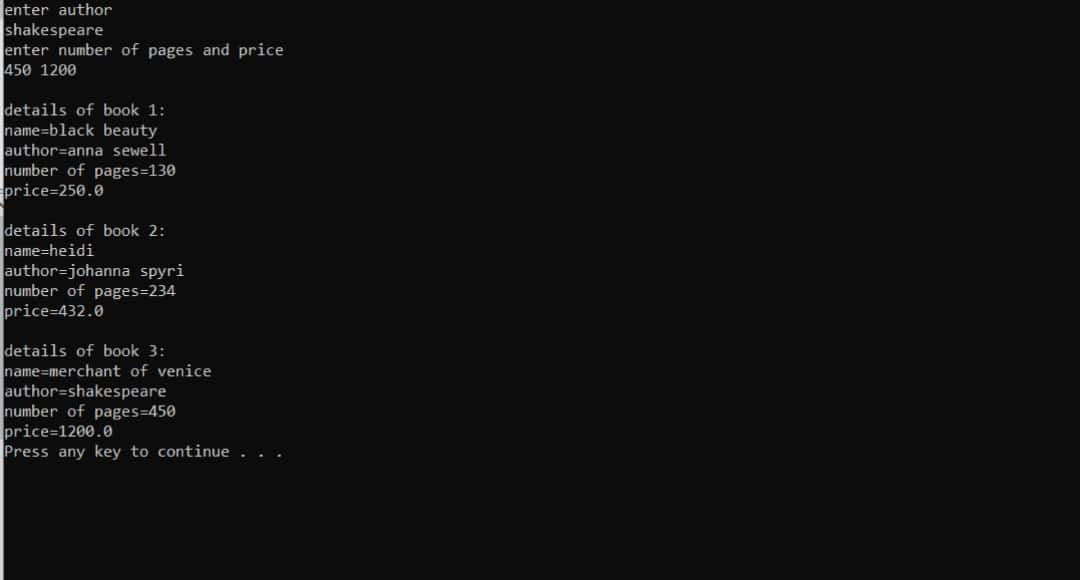 enter author
shakespeare
enter number of pages and price
450 1200
details of book 1:
name=black beauty
author=anna sewell
number of pages=130
price=250.0
details of book 2:
name=heidi
author=johanna spyri
number of pages=234
price=432.0
details of book 3:
name=merchant of venice
author=shakespeare
number of pages=450
price=1200.0
Press any key to continue . . .